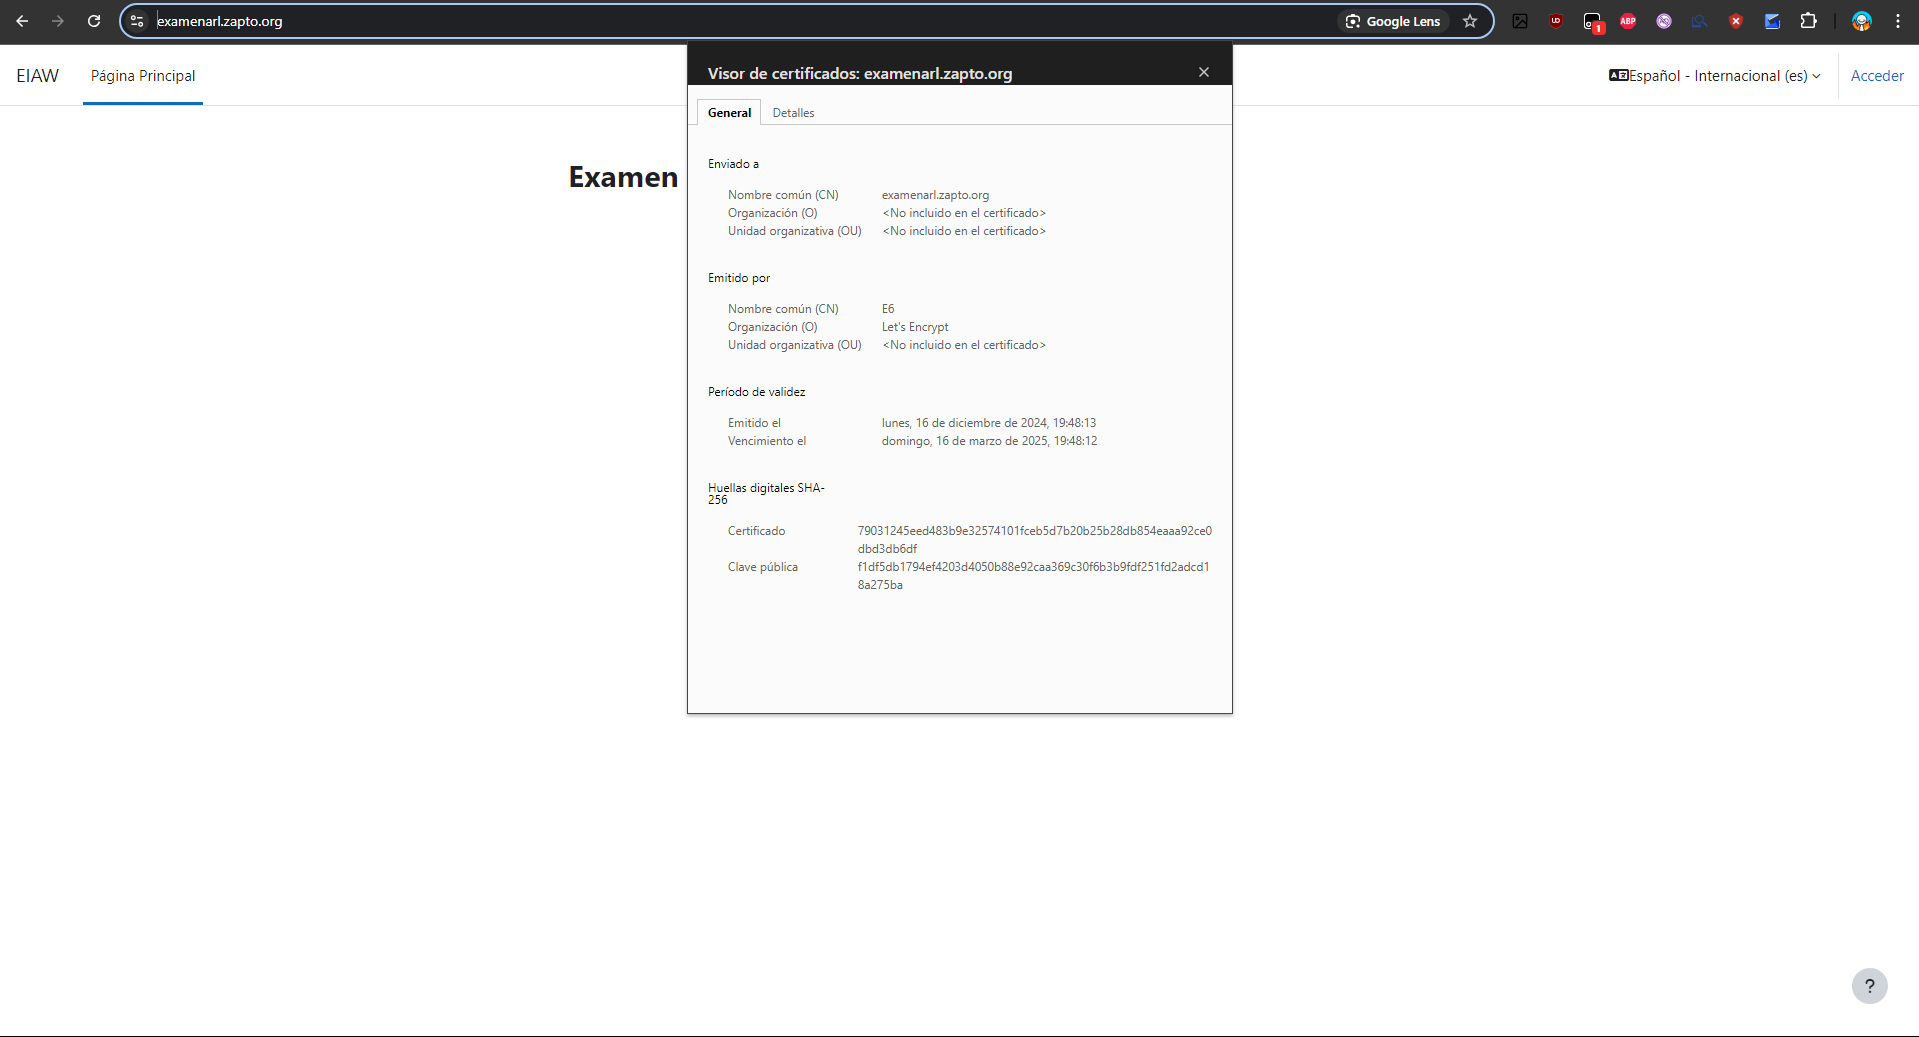 examenarl.zapto.org
Google Lens
UD
1
ABP
EIAW
Página Principal
Español - Internacional (es)
Acceder
Examen
Visor de certificados: examenarl.zapto.org
General
Detalles
Enviado a
Nombre común (CN) examenarl.zapto.org
Organización (O) <No incluido en el certificado>
Unidad organizativa (OU) <No incluido en el certificado>
Emitido por
Nombre común (CN) E6
Organización (O) Let's Encrypt
Unidad organizativa (OU) <No incluido en el certificado>
Período de validez
Emitido el lunes, 16 de diciembre de 2024, 19:48:13
Vencimiento el domingo, 16 de marzo de 2025, 19:48:12
Huellas digitales SHA-
256
Certificado 79031245eed483b9e32574101fceb5d7b20b25b28db854eaaa92ce0
dbd3db6df
Clave pública f1df5db1794ef4203d4050b88e92caa369c30f6b3b9fdf251fd2adcd1
8a275ba
?